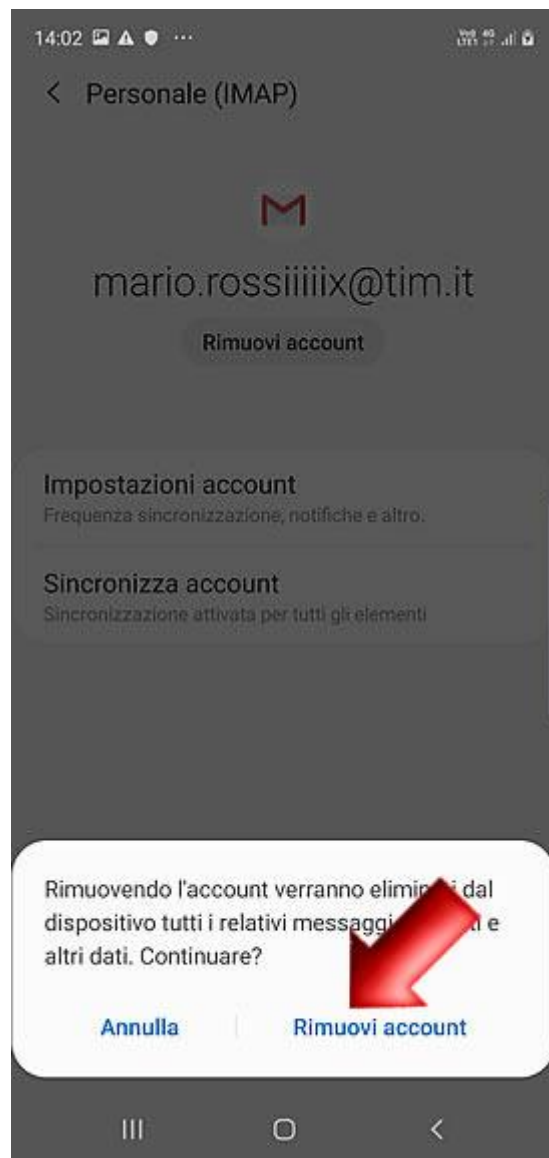 14:02
Personale (IMAP)
mario.rossiiiiix@tim.it
Rimuovi account
Impostazioni account
Frequenza sincronizzazione, notifiche e altro.
Sincronizza account
Sincronizzazione attivata per tutti gli elementi
Rimuovendo l'account verranno dal
dispositivo tutti i relativi messaggi e
altri dati. Continuare?
Annulla
Rimuovi account